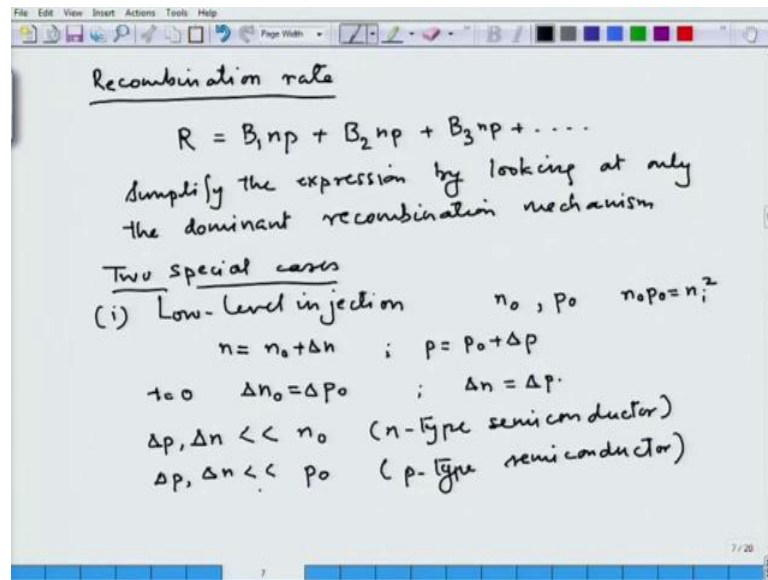 File Edit View Insert Actions Tools Help
Page Width
B I
Recombination rate
R = B₁np + B₂np + B₃np + ....
Simplify the expression by looking at only
the dominant recombination mechanism
Two special cases
(i) Low-level injection n₀, p₀ n₀p₀=nᵢ²
n= n₀+Δn ; p= p₀+Δp
t=0 Δn₀=Δp₀ ; Δn = Δp.
Δp, Δn << n₀ (n-type semiconductor)
Δp, Δn << p₀ (p-type semiconductor)
7/20
7